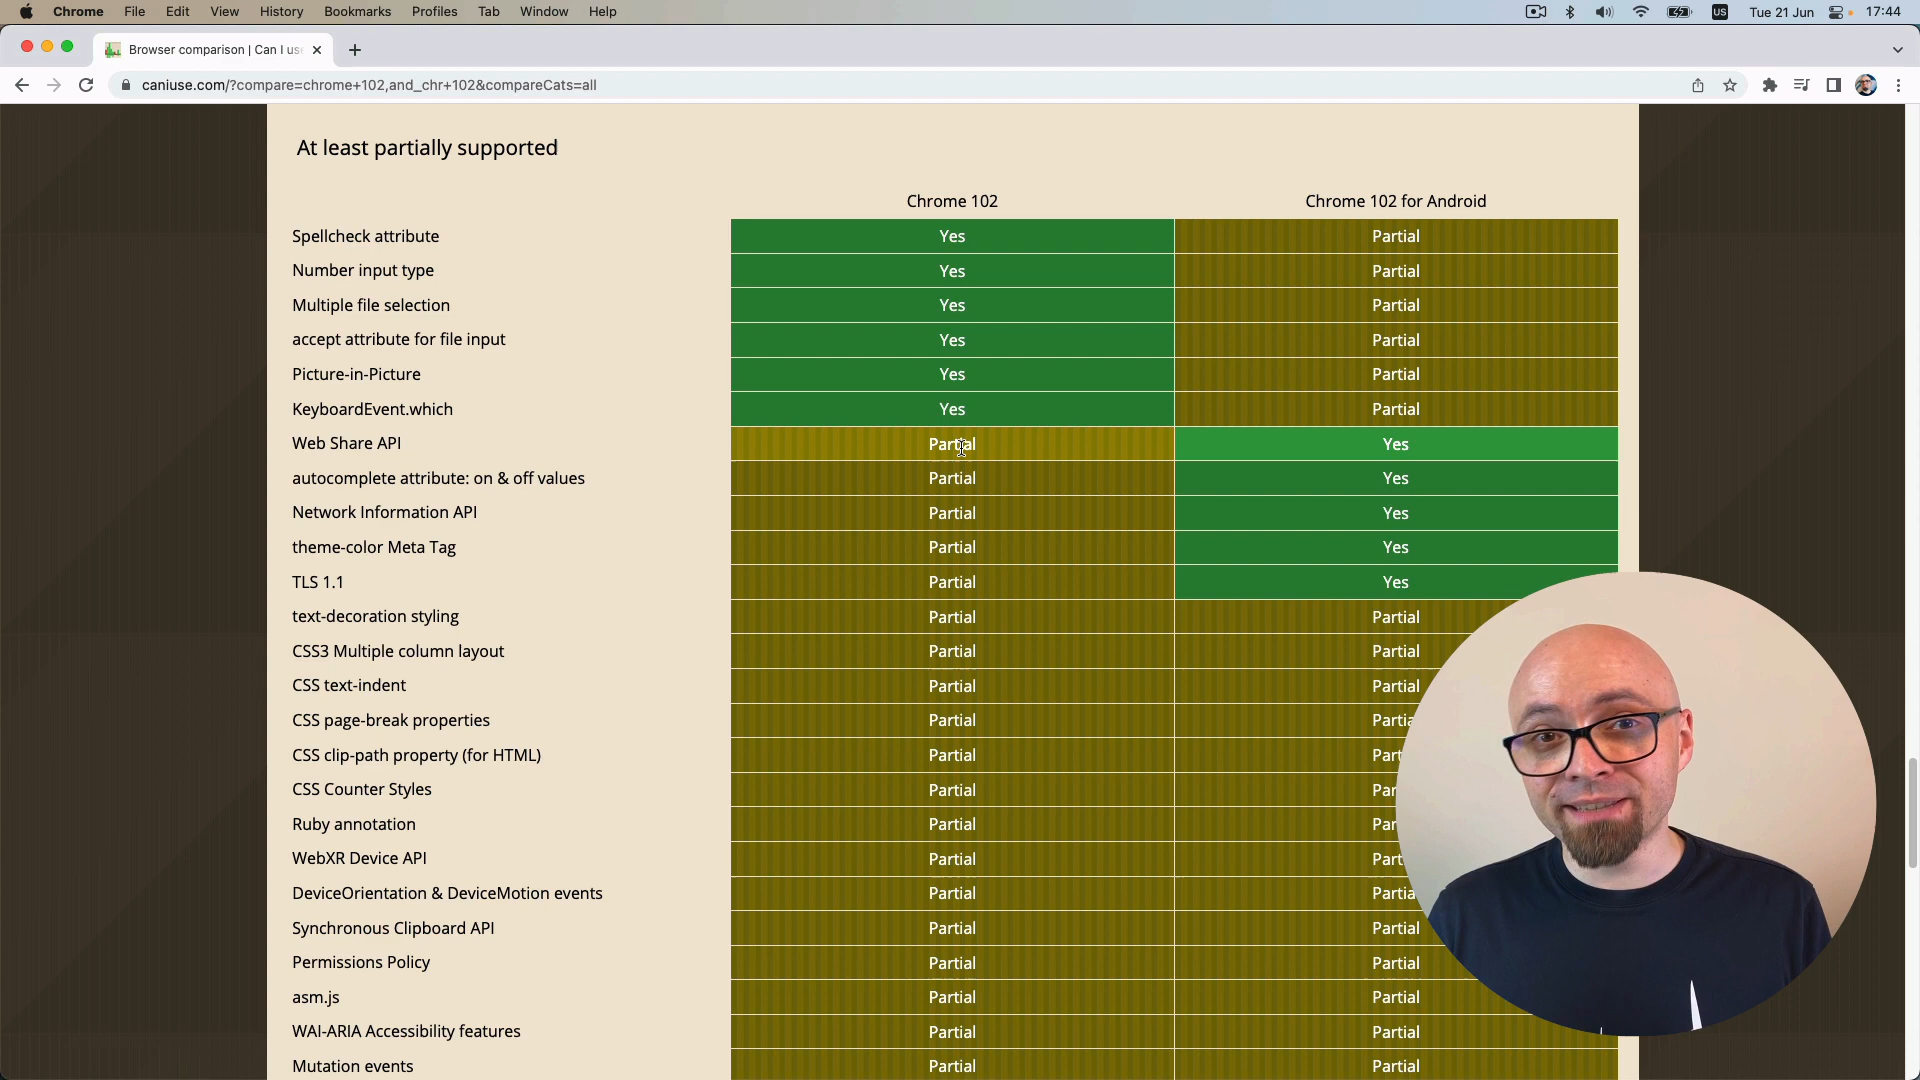 Chrome File Edit View History Bookmarks Profiles Tab Window Help US Tue 21 Jun 17:44
Browser comparison | Can I use
caniuse.com/?compare=chrome+102,and_chr+102&compareCats=all
At least partially supported
Chrome 102 Chrome 102 for Android
Spellcheck attribute Yes Partial
Number input type Yes Partial
Multiple file selection Yes Partial
accept attribute for file input Yes Partial
Picture-in-Picture Yes Partial
KeyboardEvent.which Yes Partial
Web Share API Partial Yes
autocomplete attribute: on & off values Partial Yes
Network Information API Partial Yes
theme-color Meta Tag Partial Yes
TLS 1.1 Partial Yes
text-decoration styling Partial Partial
CSS3 Multiple column layout Partial Partial
CSS text-indent Partial Partial
CSS page-break properties Partial Partia
CSS clip-path property (for HTML) Partial Part
CSS Counter Styles Partial Par
Ruby annotation Partial Par
WebXR Device API Partial Part
DeviceOrientation & DeviceMotion events Partial Partia
Synchronous Clipboard API Partial Partial
Permissions Policy Partial Partial
asm.js Partial Partial
WAI-ARIA Accessibility features Partial Partial
Mutation events Partial Partial